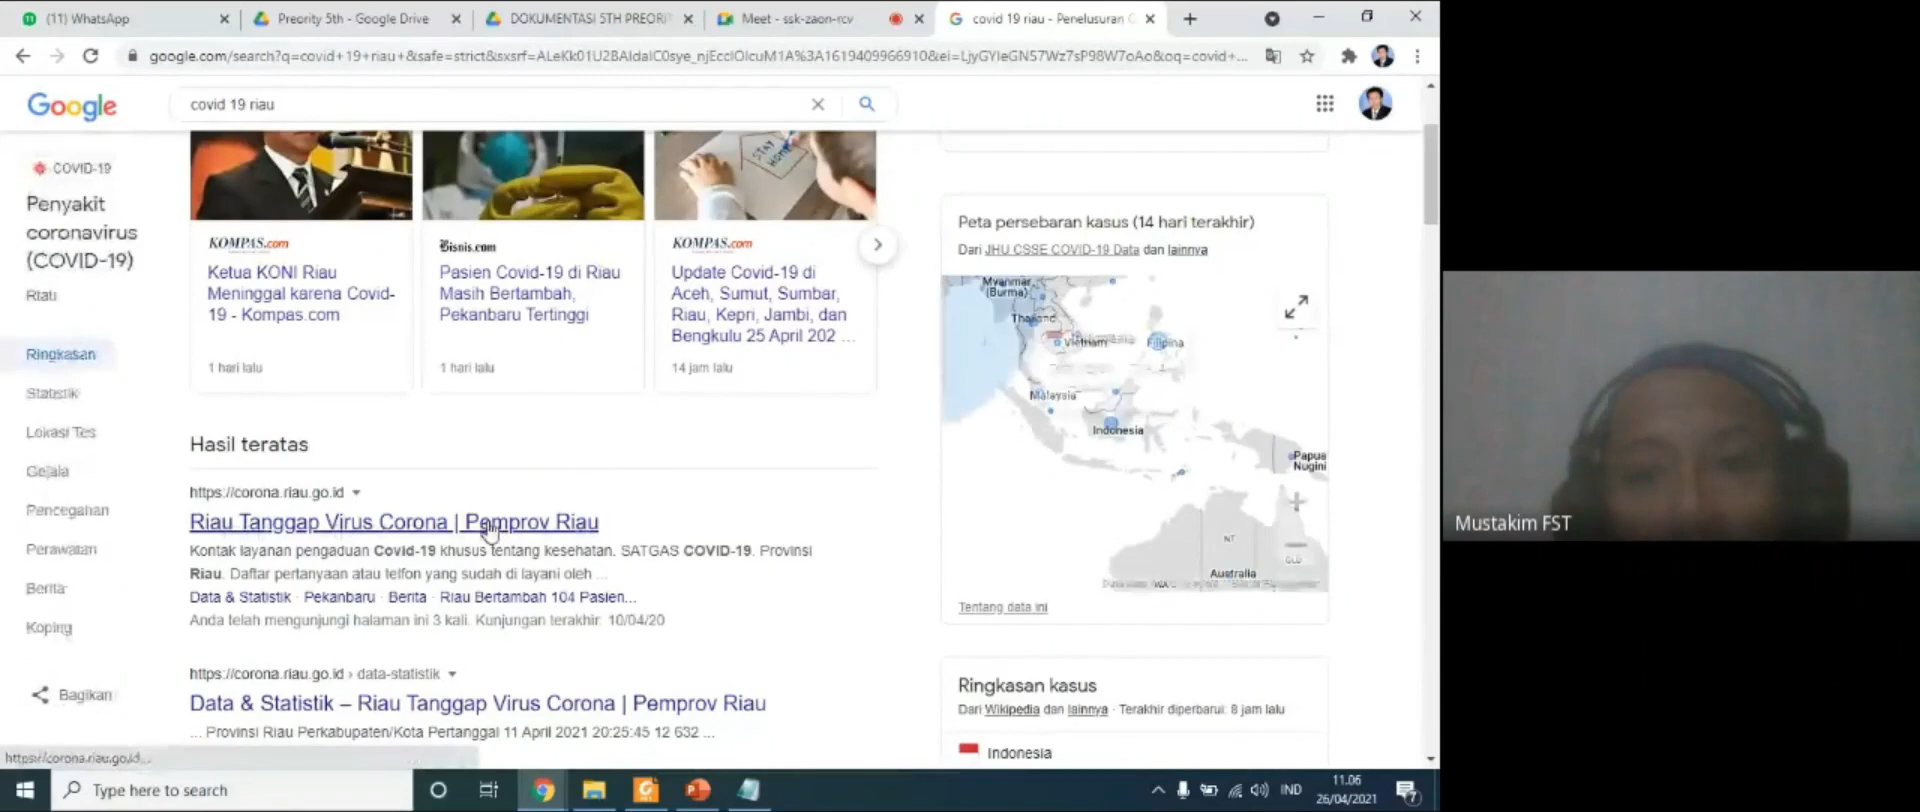 (11) WhatsApp
Preority 5th - Google Drive
DOKUMENTASI 5TH PREORI
Meet - ssk-zaon-rcv
covid 19 riau - Penelusuran G
google.com/search?q=covid+19+riau+&safe=strict&sxsrf=
Google
covid 19 riau
COVID-19
Penyakit
coronavirus
(COVID-19)
Riau
Ringkasan
Statistik
Lokasi Tes
Gejala
Pencegahan
Perawatan
Berita
Koping
Bagikan
KOMPAS.com
Ketua KONI Riau
Meninggal karena Covid-
19 - Kompas.com
1 hari lalu
Bisnis.com
Pasien Covid-19 di Riau
Masih Bertambah,
Pekanbaru Tertinggi
1 hari lalu
STAY HOME
KOMPAS.com
Update Covid-19 di
Aceh, Sumut, Sumbar,
Riau, Kepri, Jambi, dan
Bengkulu 25 April 202 ...
14 jam lalu
Hasil teratas
https://corona.riau.go.id
Riau Tanggap Virus Corona | Pemprov Riau
Kontak layanan pengaduan Covid-19 khusus tentang kesehatan. SATGAS COVID-19. Provinsi
Riau. Daftar pertanyaan atau telfon yang sudah di layani oleh ...
Data & Statistik · Pekanbaru · Berita · Riau Bertambah 104 Pasien...
Anda telah mengunjungi halaman ini 3 kali. Kunjungan terakhir: 10/04/20
https://corona.riau.go.id › data-statistik
Data & Statistik – Riau Tanggap Virus Corona | Pemprov Riau
... Provinsi Riau Perkabupaten/Kota Pertanggal 11 April 2021 20:25:45 12 632 ...
Peta persebaran kasus (14 hari terakhir)
Dari JHU CSSE COVID-19 Data dan lainnya
Myanmar
(Burma)
Thailand
Vietnam
Filipina
Malaysia
Indonesia
Papua
Nugini
NT
QLD
Australia
Tentang data ini
Ringkasan kasus
Dari Wikipedia dan lainnya · Terakhir diperbarui: 8 jam lalu
Indonesia
https://corona.riau.go.id...
Type here to search
IND
11.06
26/04/2021
7
Mustakim FST